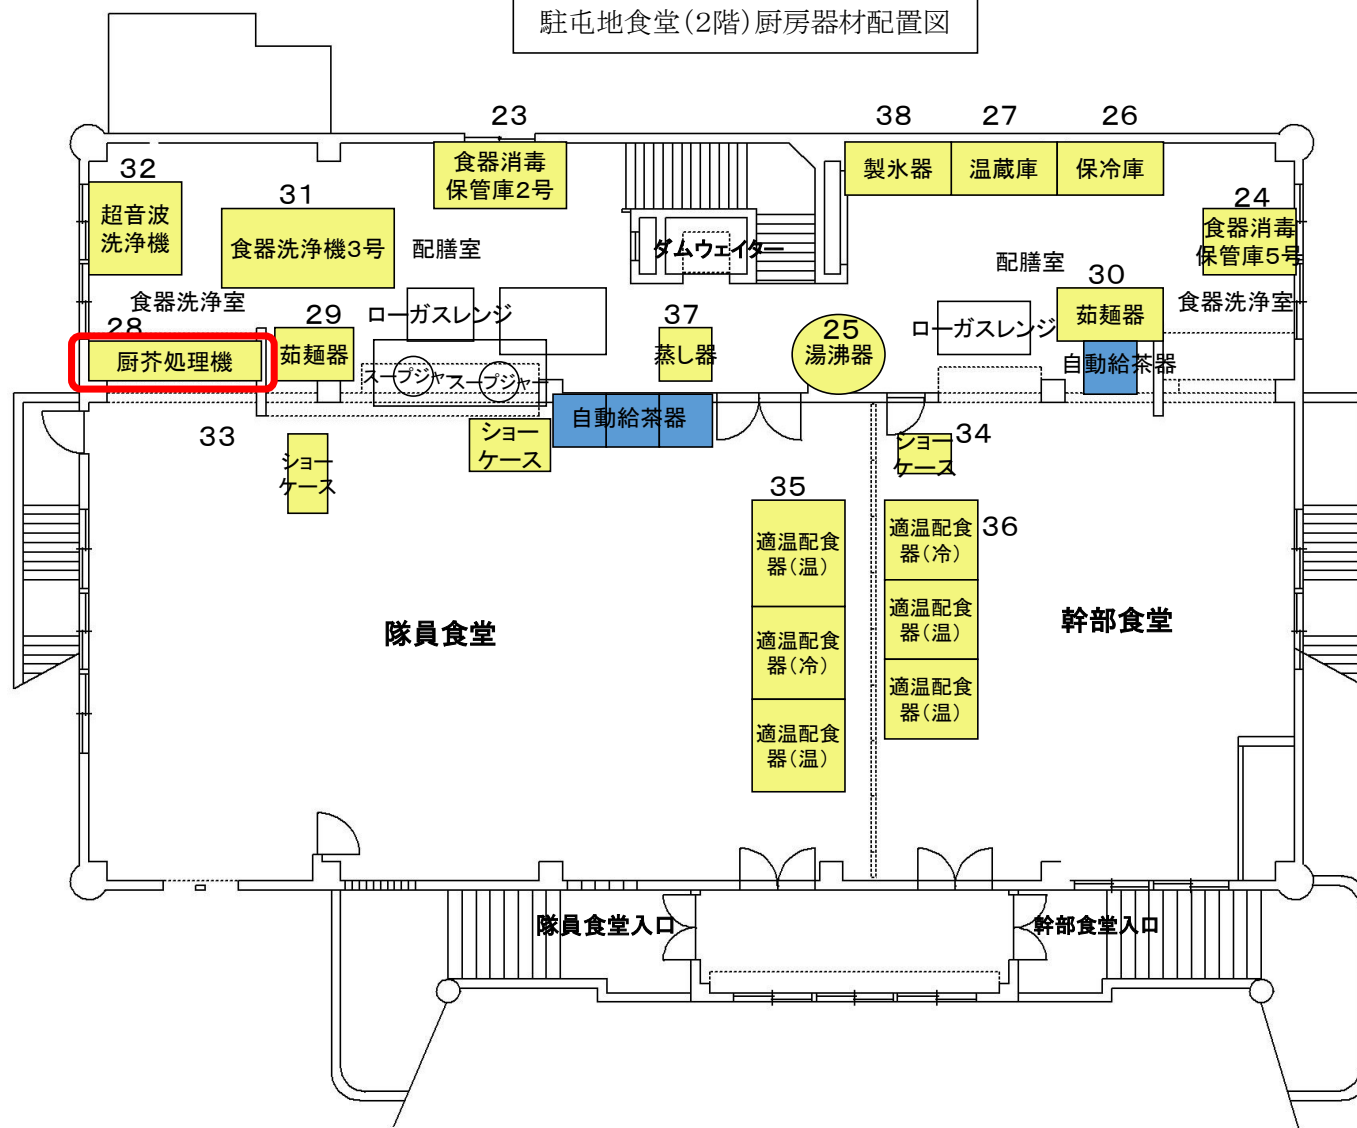 駐屯地食堂(2階)厨房器材配置図
23
38
27
26
食器消毒
保管庫2号
製氷器
温蔵庫
保冷庫
32
超音波
洗浄機
31
食器洗浄機3号
配膳室
ダムウェイター
配膳室
24
食器消毒
保管庫5号
食器洗浄室
28
厨芥処理機
29
茹麺器
ローガスレンジ
スープジャー
スープジャー
37
蒸し器
25
湯沸器
ローガスレンジ
30
茹麺器
自動給茶器
食器洗浄室
33
ショー
ケース
ショー
ケース
自動給茶器
ショー
ケース
34
35
適温配食
器(温)
適温配食
器(冷)
適温配食
器(温)
適温配食
器(冷)
36
適温配食
器(温)
適温配食
器(温)
隊員食堂
幹部食堂
隊員食堂入口
幹部食堂入口